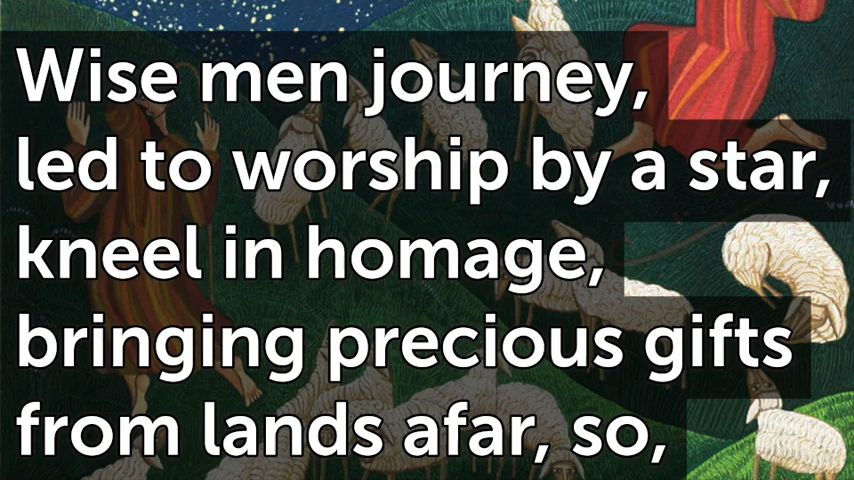 Wise men journey,
led to worship by a star,
kneel in homage,
bringing precious gifts
from lands afar, so,